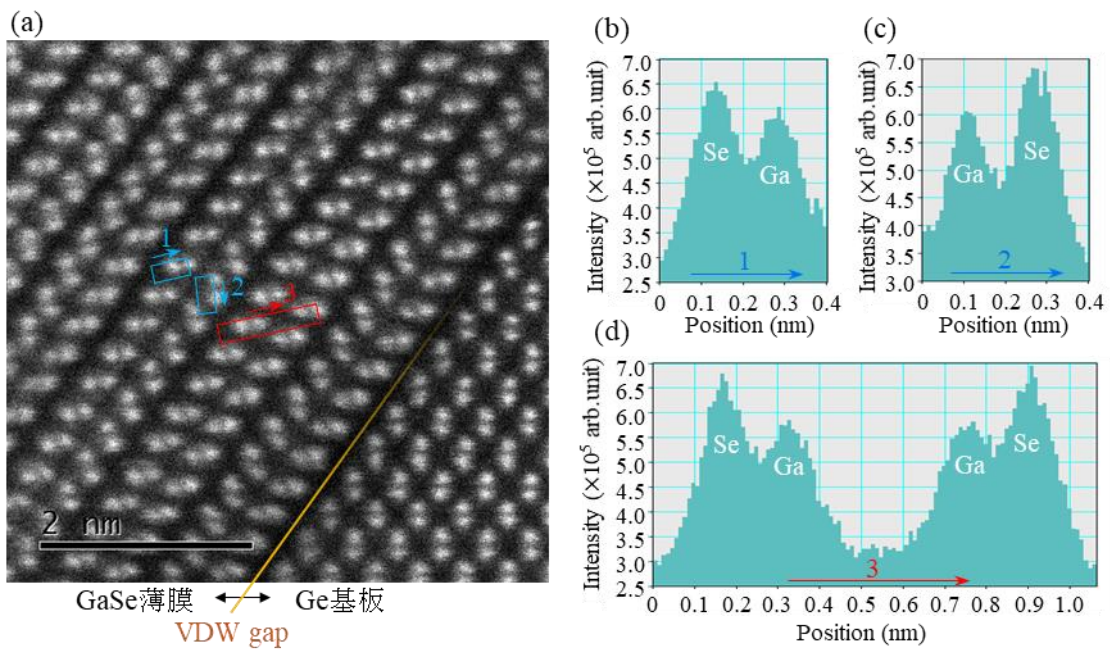 (a)
1
2
3
2 nm
GaSe薄膜
Ge基板
VDW gap
(b)
Intensity (×10⁵ arb.unit)
7.0
6.5
6.0
5.5
5.0
4.5
4.0
3.5
3.0
2.5
Se
Ga
1
0 0.1 0.2 0.3 0.4
Position (nm)
(c)
Intensity (×10⁵ arb.unit)
7.0
6.5
6.0
5.5
5.0
4.5
4.0
3.5
3.0
Ga
Se
2
0 0.1 0.2 0.3 0.4
Position (nm)
(d)
Intensity (×10⁵ arb.unit)
7.0
6.5
6.0
5.5
5.0
4.5
4.0
3.5
3.0
2.5
Se
Ga
Ga
Se
3
0 0.1 0.2 0.3 0.4 0.5 0.6 0.7 0.8 0.9 1.0
Position (nm)